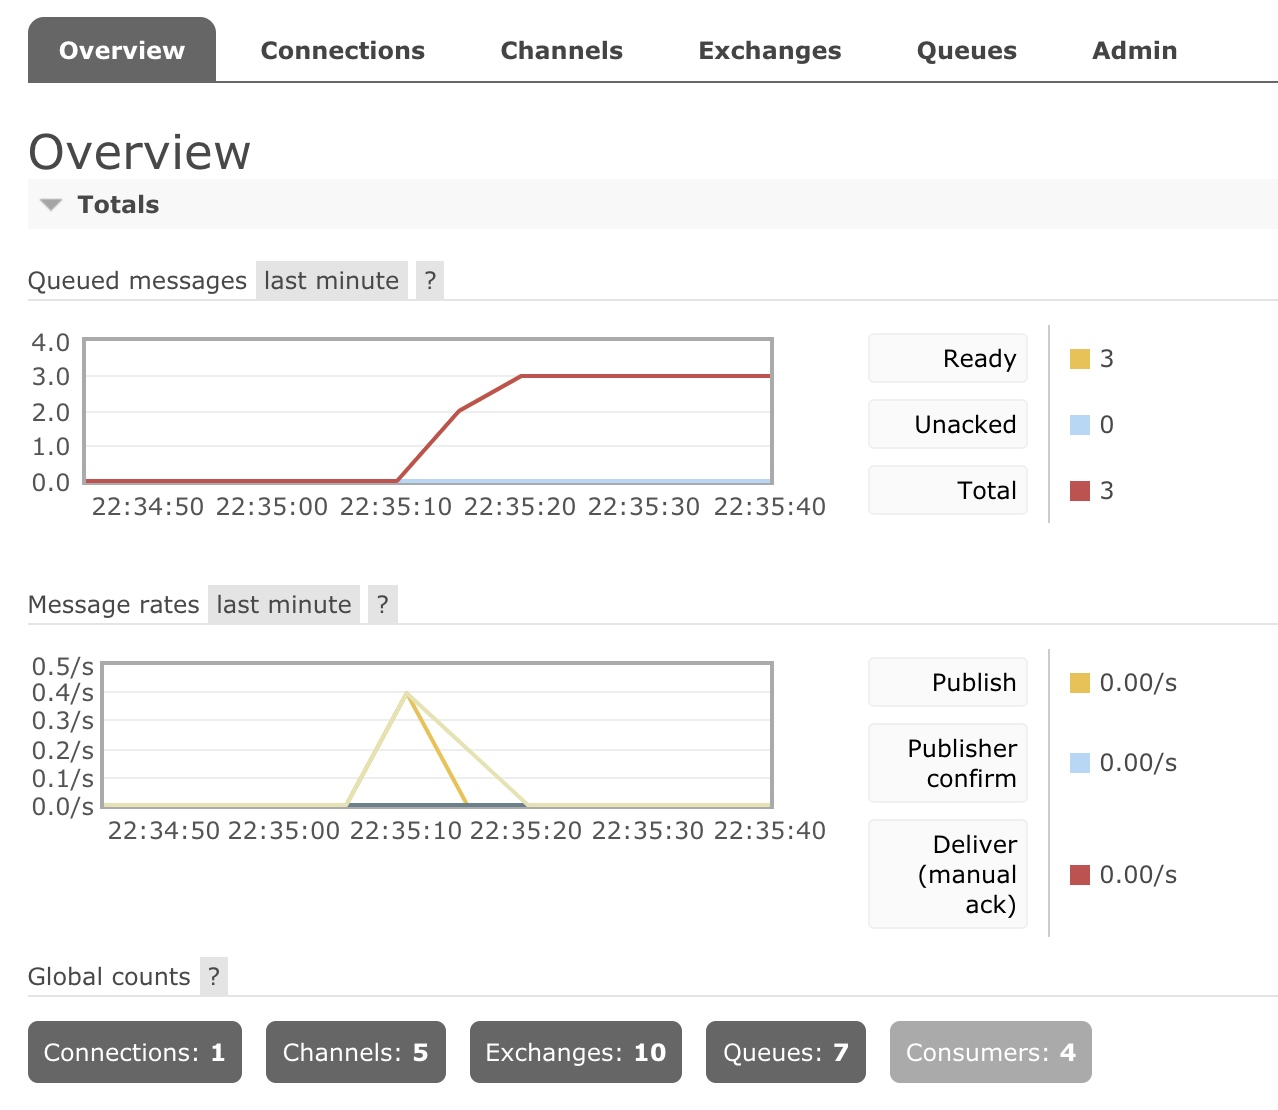 Overview Connections Channels Exchanges Queues Admin
Overview
Totals
Queued messages last minute ?
4.0
3.0
2.0
1.0
0.0
22:34:50 22:35:00 22:35:10 22:35:20 22:35:30 22:35:40
Ready 3
Unacked 0
Total 3
Message rates last minute ?
0.5/s
0.4/s
0.3/s
0.2/s
0.1/s
0.0/s
22:34:50 22:35:00 22:35:10 22:35:20 22:35:30 22:35:40
Publish 0.00/s
Publisher
confirm 0.00/s
Deliver
(manual 0.00/s
ack)
Global counts ?
Connections: 1 Channels: 5 Exchanges: 10 Queues: 7 Consumers: 4